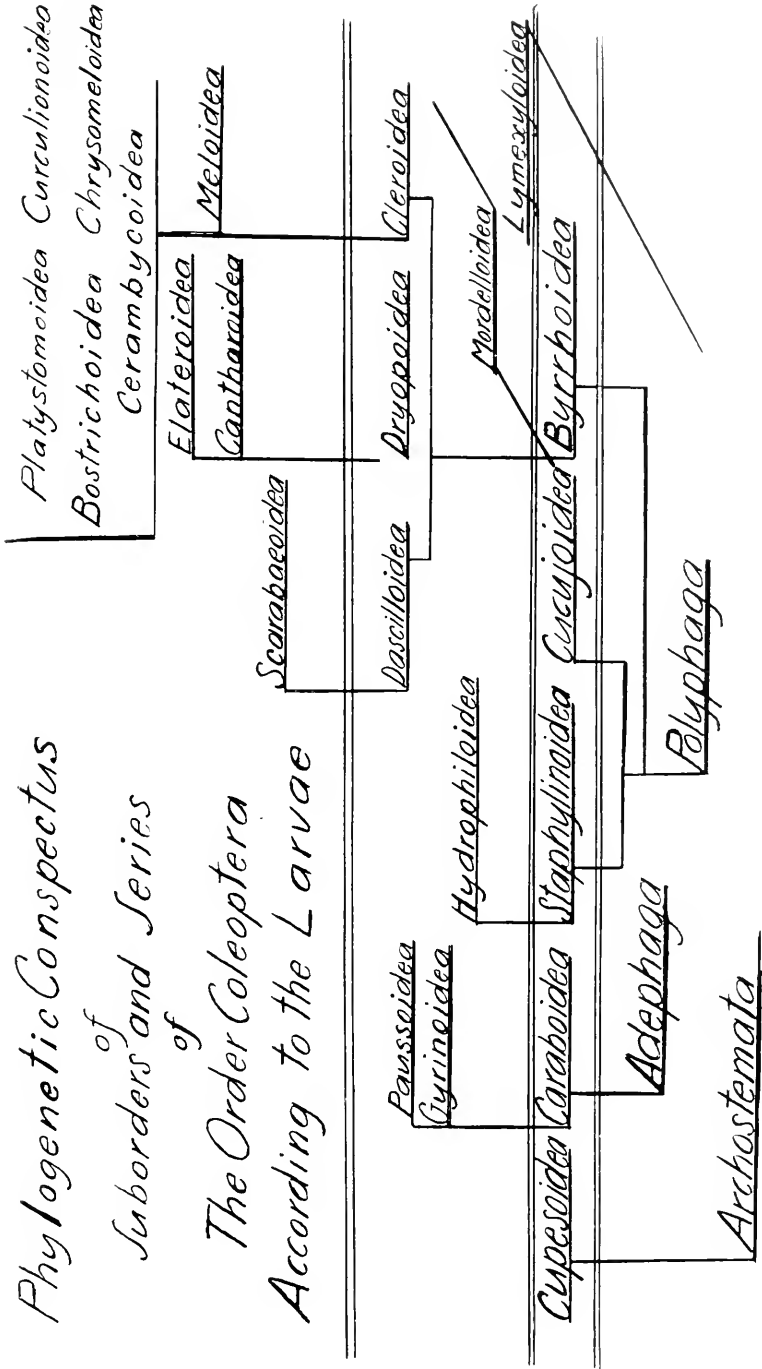 Phylogenetic Conspectus
of
Suborders and Series
of
The Order Coleoptera
According to the Larvae
Platystomoidea Curculionoidea
Bostrichoidea Chrysomeloidea
Cerambycoidea
Elateroidea
Meloidea
Cantharoidea
Scarabaeoidea
Dascilloidea
Dryopoidea
Cleroidea
Paussoidea
Gyrinoidea
Hydrophiloidea
Mordelloidea
Lymexyloidea
Cupesoidea
Caraboidea
Staphylinoidea
Cucujoidea
Byrrhoidea
Adephaga
Polyphaga
Archostemata